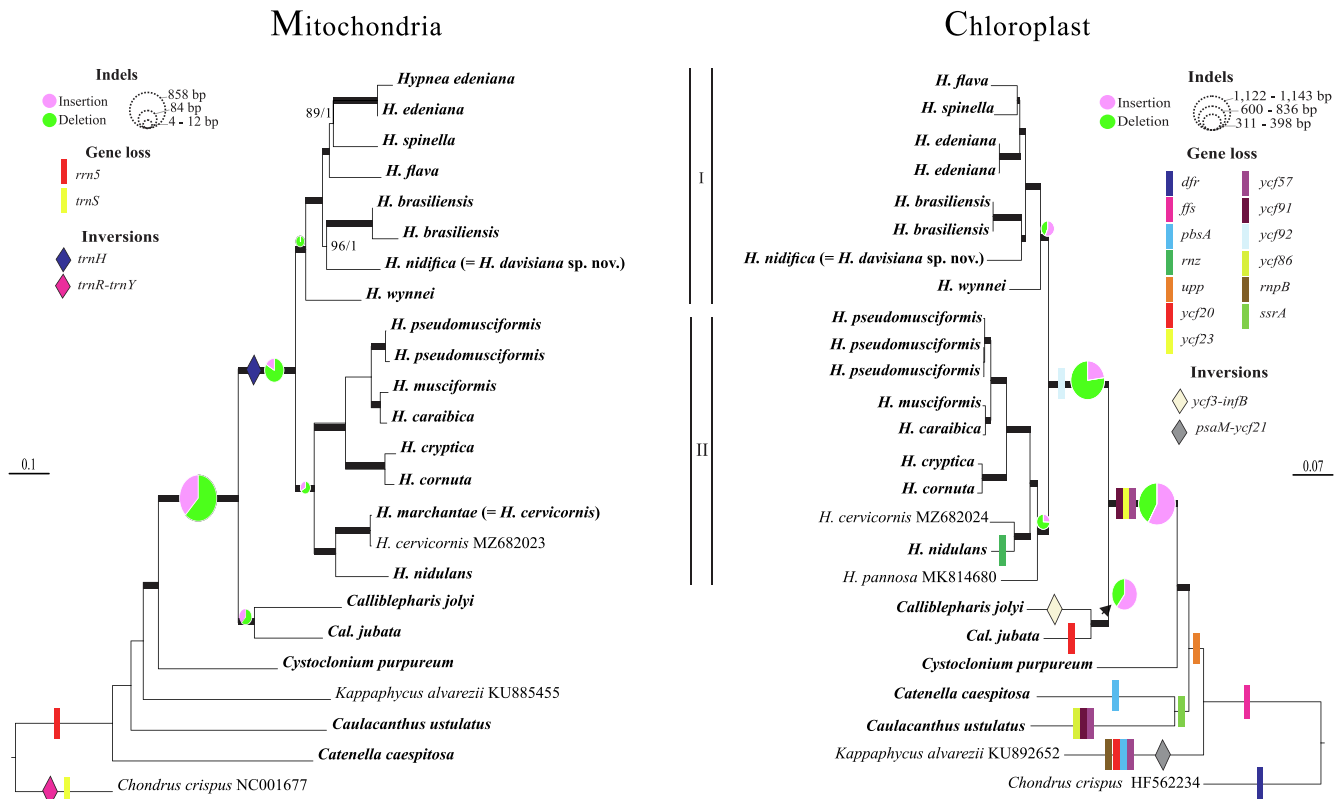 Mitochondria
Indels
Insertion
Deletion
858 bp
84 bp
4 - 12 bp
Gene loss
rrn5
trnS
Inversions
trnH
trnR-trnY
0.1
89/1
96/1
Hypnea edeniana
H. edeniana
H. spinella
H. flava
H. brasiliensis
H. brasiliensis
H. nidifica (= H. davisiana sp. nov.)
H. wynnei
H. pseudomusciformis
H. pseudomusciformis
H. musciformis
H. caraibica
H. cryptica
H. cornuta
H. marchantae (= H. cervicornis)
H. cervicornis MZ682023
H. nidulans
Calliblepharis jolyi
Cal. jubata
Cystoclonium purpureum
Kappaphycus alvarezii KU885455
Caulacanthus ustulatus
Catenella caespitosa
Chondrus crispus NC001677
I
II
Chloroplast
H. flava
H. spinella
H. edeniana
H. edeniana
H. brasiliensis
H. brasiliensis
H. nidifica (= H. davisiana sp. nov.)
H. wynnei
H. pseudomusciformis
H. pseudomusciformis
H. pseudomusciformis
H. musciformis
H. caraibica
H. cryptica
H. cornuta
H. cervicornis MZ682024
H. nidulans
H. pannosa MK814680
Calliblepharis jolyi
Cal. jubata
Cystoclonium purpureum
Catenella caespitosa
Caulacanthus ustulatus
Kappaphycus alvarezii KU892652
Chondrus crispus HF562234
Indels
Insertion
Deletion
1,122 - 1,143 bp
600 - 836 bp
311 - 398 bp
Gene loss
dfr
ffs
pbsA
rnz
upp
ycf20
ycf23
ycf57
ycf91
ycf92
ycf86
rnpB
ssrA
Inversions
ycf3-infB
psaM-ycf21
0.07